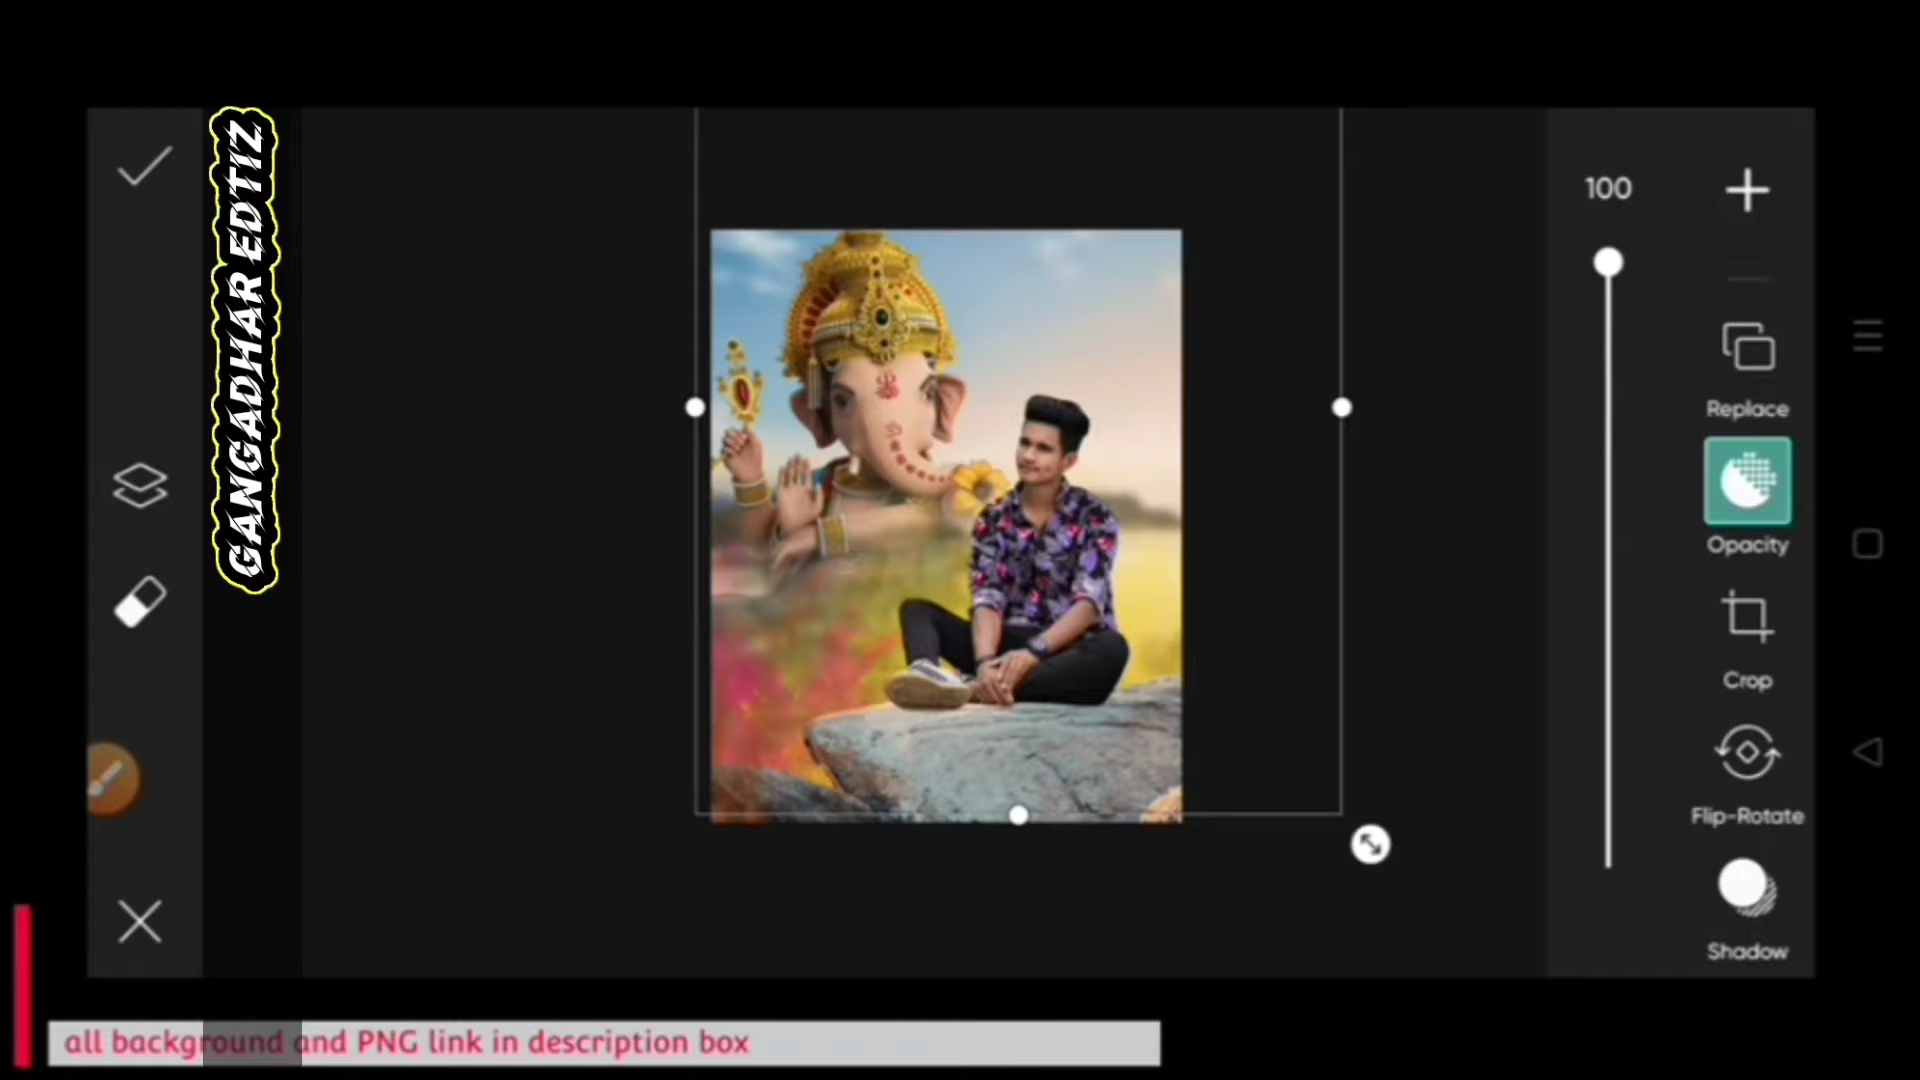 GANGADHAR EDTIZ
100
Replace
Opacity
Crop
Flip-Rotate
Shadow
all background and PNG link in description box